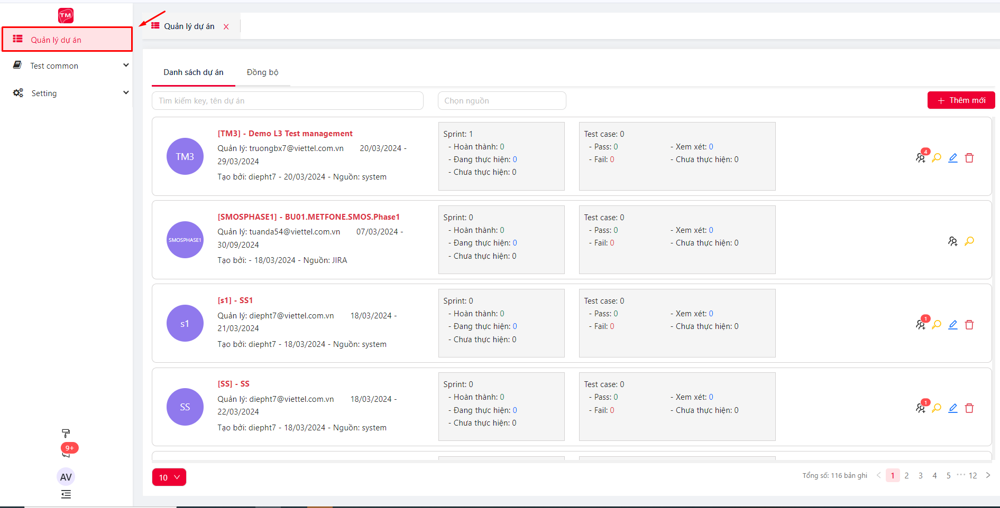 TM
Quản lý dự án
Test common
Setting
9+
AV
Quản lý dự án
Danh sách dự án
Đồng bộ
Tìm kiếm key, tên dự án
Chọn nguồn
Thêm mới
TM3
[TM3] - Demo L3 Test management
Quản lý: truongbx7@viettel.com.vn 20/03/2024 -
29/03/2024
Tạo bởi: diepht7 - 20/03/2024 - Nguồn: system
Sprint: 1
- Hoàn thành: 0
- Đang thực hiện: 0
- Chưa thực hiện: 0
Test case: 0
- Pass: 0 - Xem xét: 0
- Fail: 0 - Chưa thực hiện: 0
4
SMOSPHASE1
[SMOSPHASE1] - BU01.METFONE.SMOS.Phase1
Quản lý: tuanda54@viettel.com.vn 07/03/2024 -
30/09/2024
Tạo bởi: - 18/03/2024 - Nguồn: JIRA
Sprint: 0
- Hoàn thành: 0
- Đang thực hiện: 0
- Chưa thực hiện: 0
Test case: 0
- Pass: 0 - Xem xét: 0
- Fail: 0 - Chưa thực hiện: 0
s1
[s1] - SS1
Quản lý: diepht7@viettel.com.vn 18/03/2024 -
21/03/2024
Tạo bởi: diepht7 - 18/03/2024 - Nguồn: system
Sprint: 0
- Hoàn thành: 0
- Đang thực hiện: 0
- Chưa thực hiện: 0
Test case: 0
- Pass: 0 - Xem xét: 0
- Fail: 0 - Chưa thực hiện: 0
1
SS
[SS] - SS
Quản lý: diepht7@viettel.com.vn 18/03/2024 -
22/03/2024
Tạo bởi: diepht7 - 18/03/2024 - Nguồn: system
Sprint: 0
- Hoàn thành: 0
- Đang thực hiện: 0
- Chưa thực hiện: 0
Test case: 0
- Pass: 0 - Xem xét: 0
- Fail: 0 - Chưa thực hiện: 0
1
10
Tổng số: 116 bản ghi < 1 2 3 4 5 ••• 12 >